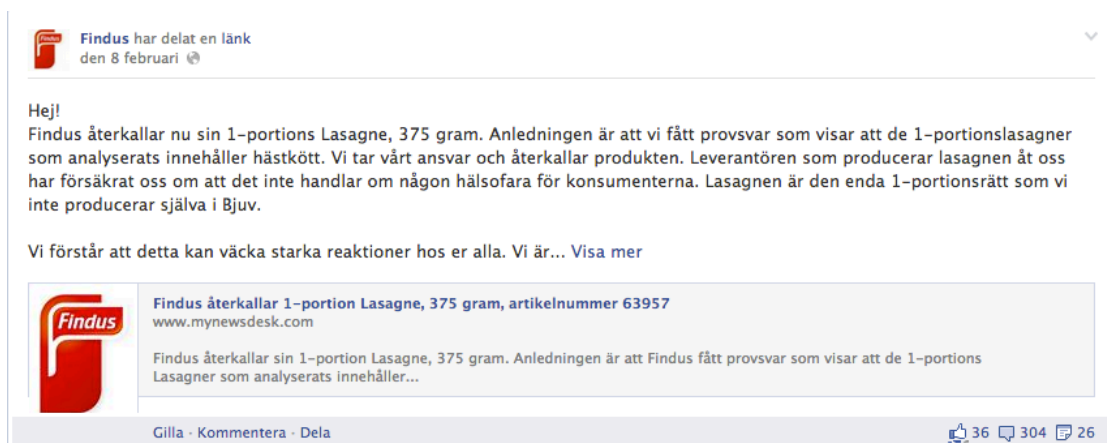 Findus har delat en länk
den 8 februari
Hej!
Findus återkallar nu sin 1-portions Lasagne, 375 gram. Anledningen är att vi fått provsvar som visar att de 1-portionslasagner
som analyserats innehåller hästkött. Vi tar vårt ansvar och återkallar produkten. Leverantören som producerar lasagnen åt oss
har försäkrat oss om att det inte handlar om någon hälsofara för konsumenterna. Lasagnen är den enda 1-portionsrätt som vi
inte producerar själva i Bjuv.
Vi förstår att detta kan väcka starka reaktioner hos er alla. Vi är... Visa mer
Findus
Findus återkallar 1-portion Lasagne, 375 gram, artikelnummer 63957
www.mynewsdesk.com
Findus återkallar sin 1-portion Lasagne, 375 gram. Anledningen är att Findus fått provsvar som visar att de 1-portions
Lasagner som analyserats innehåller...
Gilla · Kommentera · Dela 36 304 26